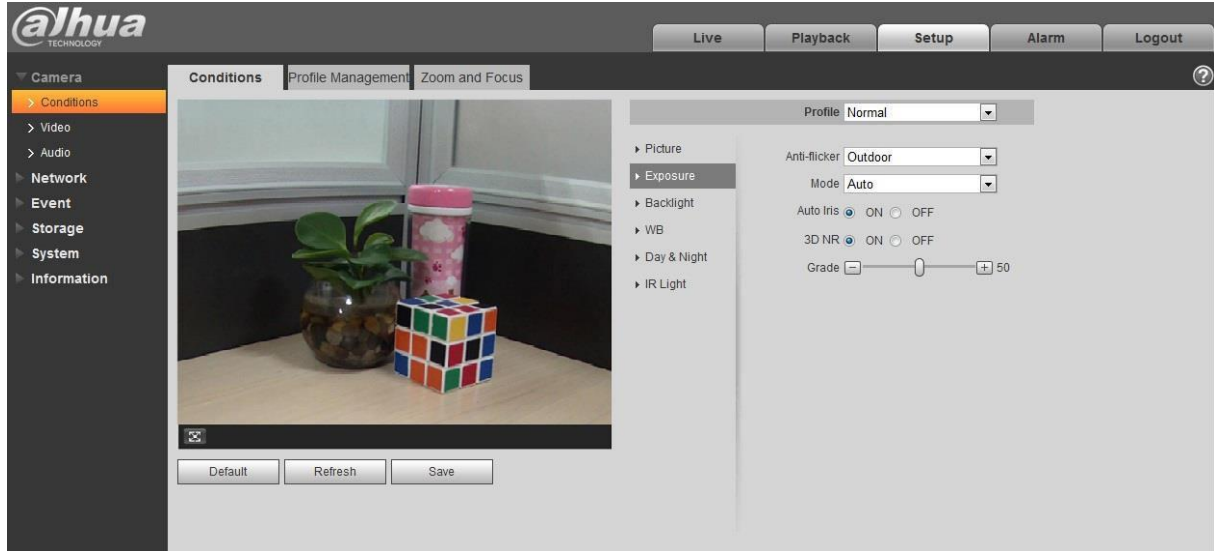 alhua
TECHNOLOGY
Live
Playback
Setup
Alarm
Logout
Camera
Conditions
Video
Audio
Network
Event
Storage
System
Information
Conditions
Profile Management
Zoom and Focus
?
Profile Normal
Picture
Exposure
Backlight
WB
Day & Night
IR Light
Anti-flicker Outdoor
Mode Auto
Auto Iris ON OFF
3D NR ON OFF
Grade - + 50
Default
Refresh
Save